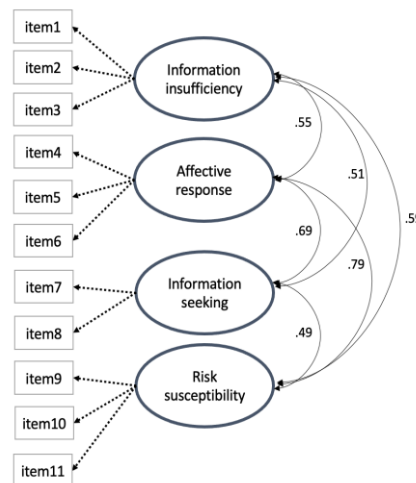 item1
item2
item3
item4
item5
item6
item7
item8
item9
item10
item11
Information
insufficiency
Affective
response
Information
seeking
Risk
susceptibility
.55
.51
.59
.69
.79
.49